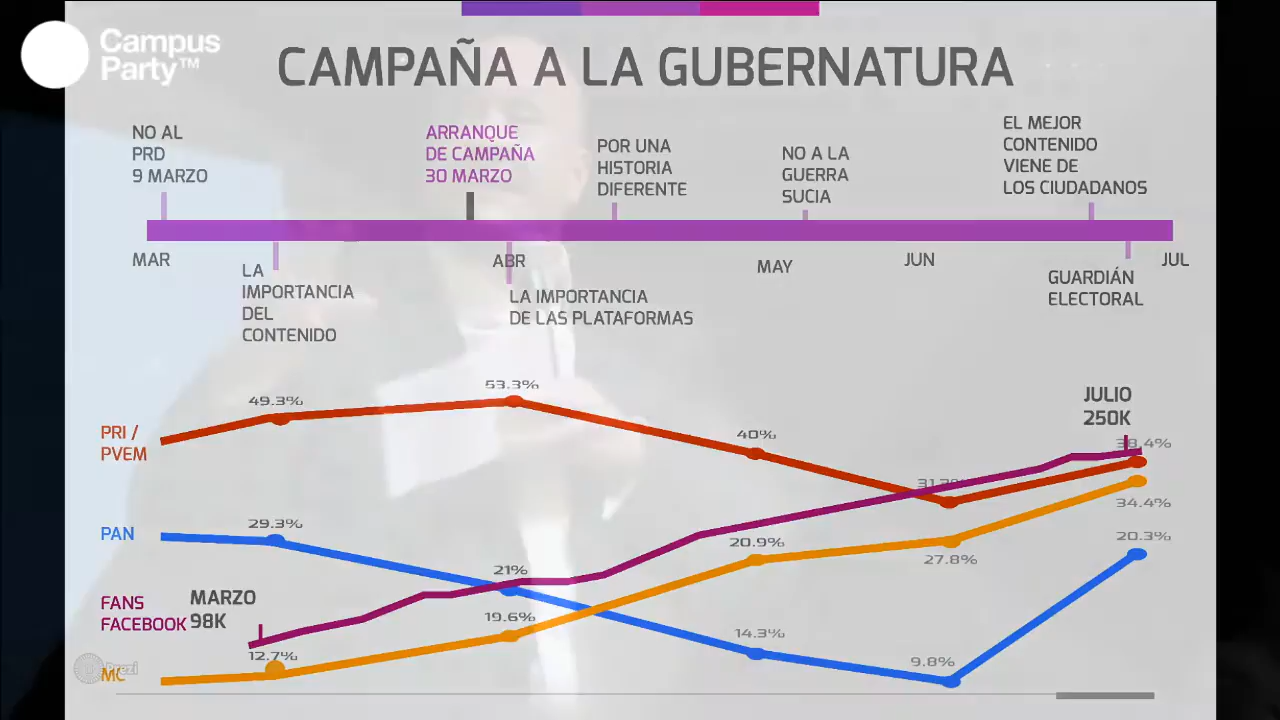 Campus
Party™
CAMPAÑA A LA GUBERNATURA
NO AL
PRD
9 MARZO
ARRANQUE
DE CAMPAÑA
30 MARZO
POR UNA
HISTORIA
DIFERENTE
NO A LA
GUERRA
SUCIA
EL MEJOR
CONTENIDO
VIENE DE
LOS CIUDADANOS
MAR
ABR
MAY
JUN
JUL
LA
IMPORTANCIA
DEL
CONTENIDO
LA IMPORTANCIA
DE LAS PLATAFORMAS
GUARDIÁN
ELECTORAL
49.3%
53.3%
40%
38.4%
JULIO
250K
PRI /
PVEM
PAN
29.3%
21%
20.9%
27.8%
34.4%
20.3%
FANS
FACEBOOK
MARZO
98K
19.6%
14.3%
9.8%
12.7%
MC
Prezi